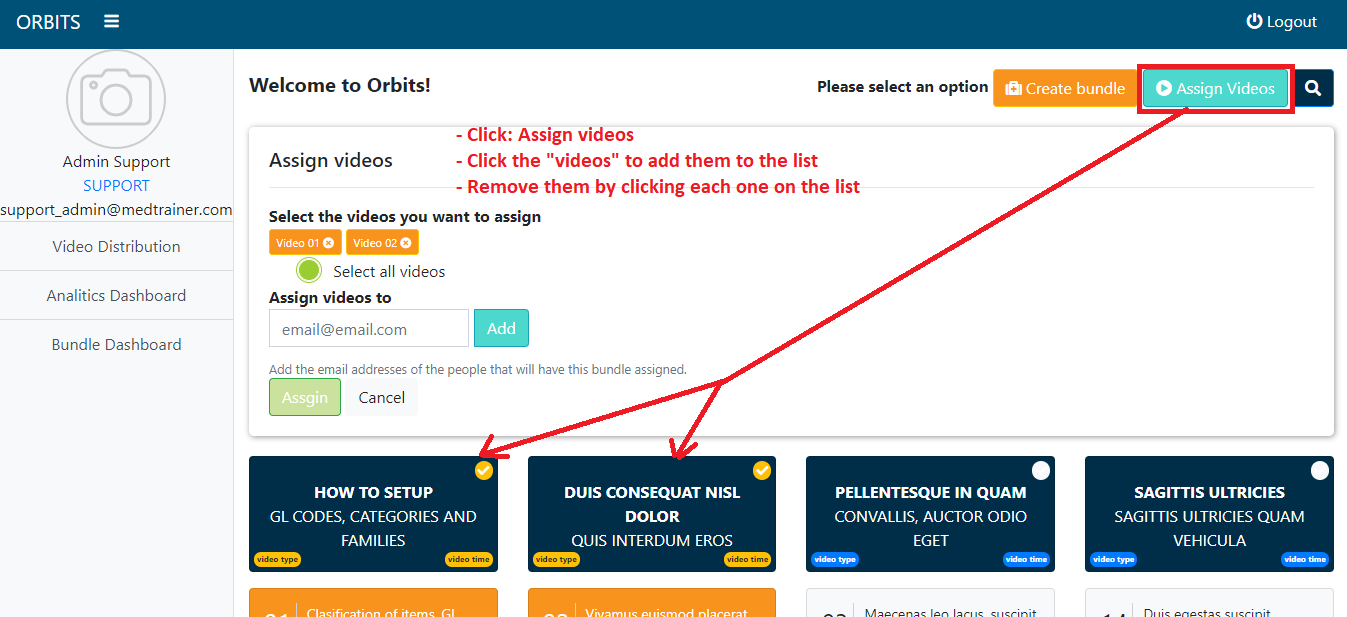 ORBITS
Logout
Admin Support
SUPPORT
support_admin@medtrainer.com
Video Distribution
Analitics Dashboard
Bundle Dashboard
Welcome to Orbits!
Please select an option
Create bundle
Assign Videos
- Click: Assign videos
- Click the "videos" to add them to the list
- Remove them by clicking each one on the list
Assign videos
Select the videos you want to assign
Video 01
Video 02
Select all videos
Assign videos to
email@email.com
Add
Add the email addresses of the people that will have this bundle assigned.
Assgin
Cancel
HOW TO SETUP
GL CODES, CATEGORIES AND
FAMILIES
video type
video time
DUIS CONSEQUAT NISL
DOLOR
QUIS INTERDUM EROS
video type
video time
PELLENTESQUE IN QUAM
CONVALLIS, AUCTOR ODIO
EGET
video type
video time
SAGITTIS ULTRICIES
SAGITTIS ULTRICIES QUAM
VEHICULA
video type
video time
Clasification of items, GL
Vivamus euismod placerat
Maecenas leo lacus, suscipit
Duis egestas suscipit